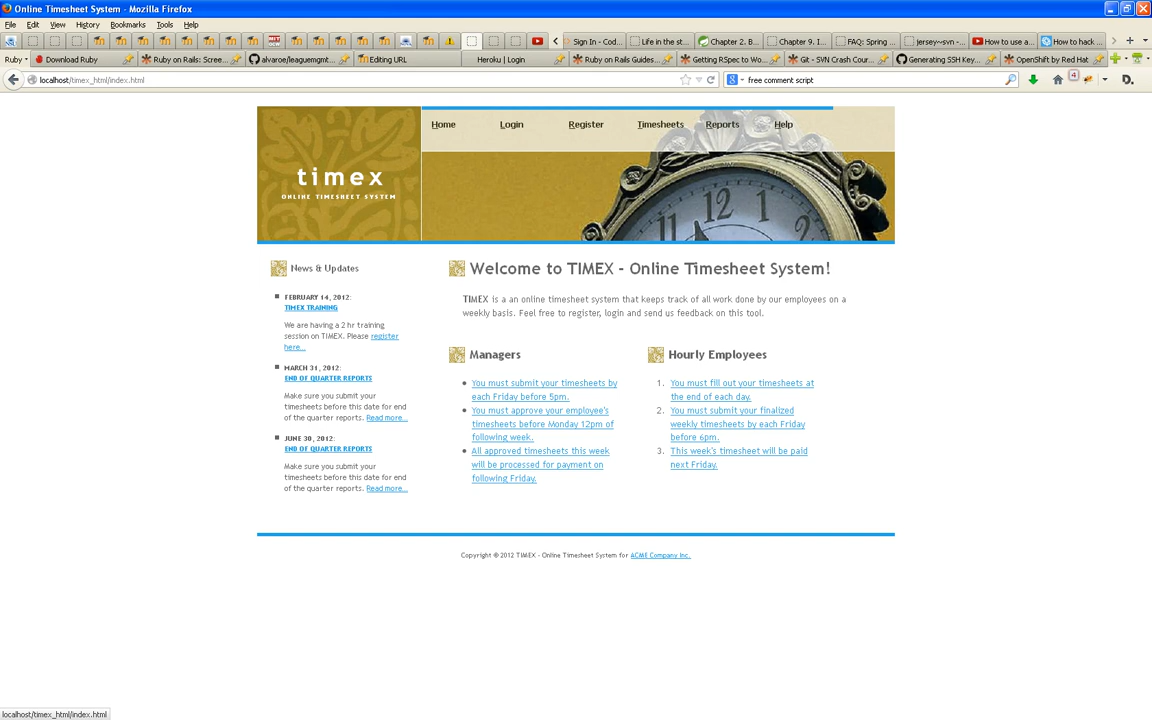 Online Timesheet System - Mozilla Firefox
File Edit View History Bookmarks Tools Help
Sign In - Cod... Life in the st... Chapter 2. B... Chapter 9. I... FAQ: Spring ... jersey~svn -... How to use a... How to hack ...
Ruby Download Ruby Ruby on Rails: Scree... alvaroe/leaguemgmt... Editing URL Heroku | Login Ruby on Rails Guides... Getting RSpec to Wo... Git - SVN Crash Cour... Generating SSH Key... OpenShift by Red Hat
localhost/timex_html/index.html free comment script 4 D.
Home Login Register Timesheets Reports Help
timex
ONLINE TIMESHEET SYSTEM
11 12 1
News & Updates
FEBRUARY 14, 2012:
TIMEX TRAINING
We are having a 2 hr training
session on TIMEX. Please register
here...
MARCH 31, 2012:
END OF QUARTER REPORTS
Make sure you submit your
timesheets before this date for end
of the quarter reports. Read more...
JUNE 30, 2012:
END OF QUARTER REPORTS
Make sure you submit your
timesheets before this date for end
of the quarter reports. Read more...
Welcome to TIMEX - Online Timesheet System!
TIMEX is a an online timesheet system that keeps track of all work done by our employees on a
weekly basis. Feel free to register, login and send us feedback on this tool.
Managers
You must submit your timesheets by
each Friday before 5pm.
You must approve your employee's
timesheets before Monday 12pm of
following week.
All approved timesheets this week
will be processed for payment on
following Friday.
Hourly Employees
1. You must fill out your timesheets at
the end of each day.
2. You must submit your finalized
weekly timesheets by each Friday
before 6pm.
3. This week's timesheet will be paid
next Friday.
Copyright © 2012 TIMEX - Online Timesheet System for ACME Company Inc.
localhost/timex_html/index.html